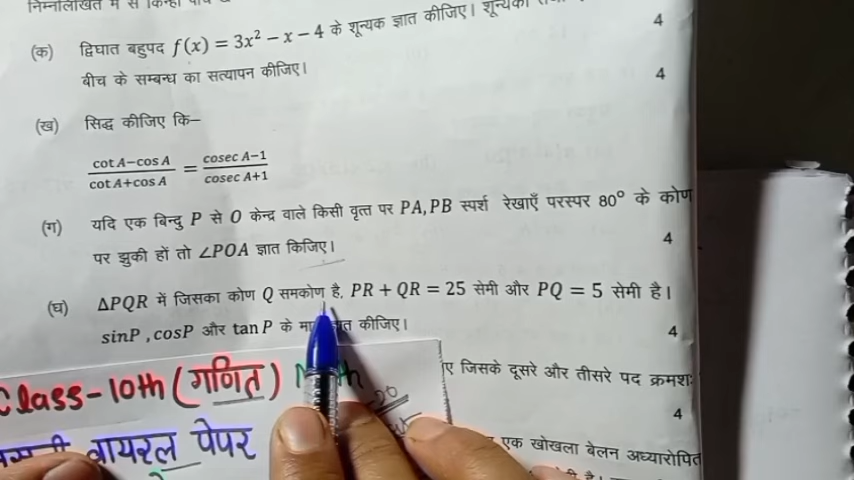 निम्नलिखित में से किन्हीं पाँच
(क) द्विघात बहुपद f(x) = 3x² − x − 4 के शून्यक ज्ञात कीजिए। शून्यकों 4
बीच के सम्बन्ध का सत्यापन कीजिए। 4
(ख) सिद्ध कीजिए कि–
cot A−cos A / cot A+cos A = cosec A−1 / cosec A+1
(ग) यदि एक बिन्दु P से O केन्द्र वाले किसी वृत्त पर PA, PB स्पर्श रेखाएँ परस्पर 80° के कोण
पर झुकी हों तो ∠POA ज्ञात किजिए। 4
(घ) ΔPQR में जिसका कोण Q समकोण है, PR + QR = 25 सेमी और PQ = 5 सेमी है।
sinP , cosP और tan P के मा ात कीजिए। 4
ए जिसके दूसरे और तीसरे पद क्रमशः
Class-10th (गणित) 4
वायरल पेपर एक खोखला बेलन अध्यारोपित